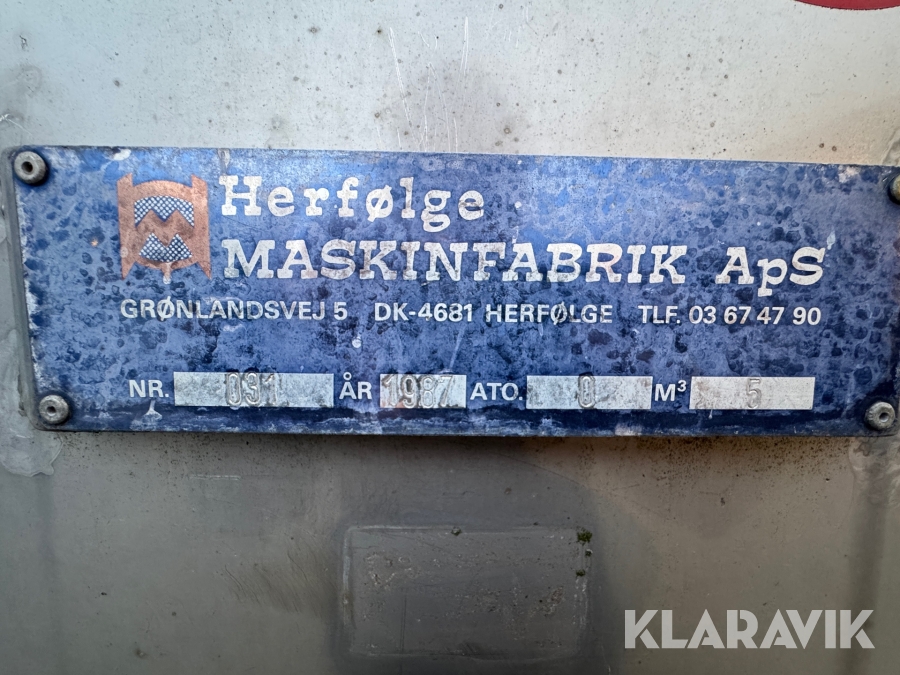 Herfølge
MASKINFABRIK ApS
GRØNLANDSVEJ 5 DK-4681 HERFØLGE TLF. 03 67 47 90
NR. 091 ÅR 1987 ATO. 0 M³ 5
KLARAVIK